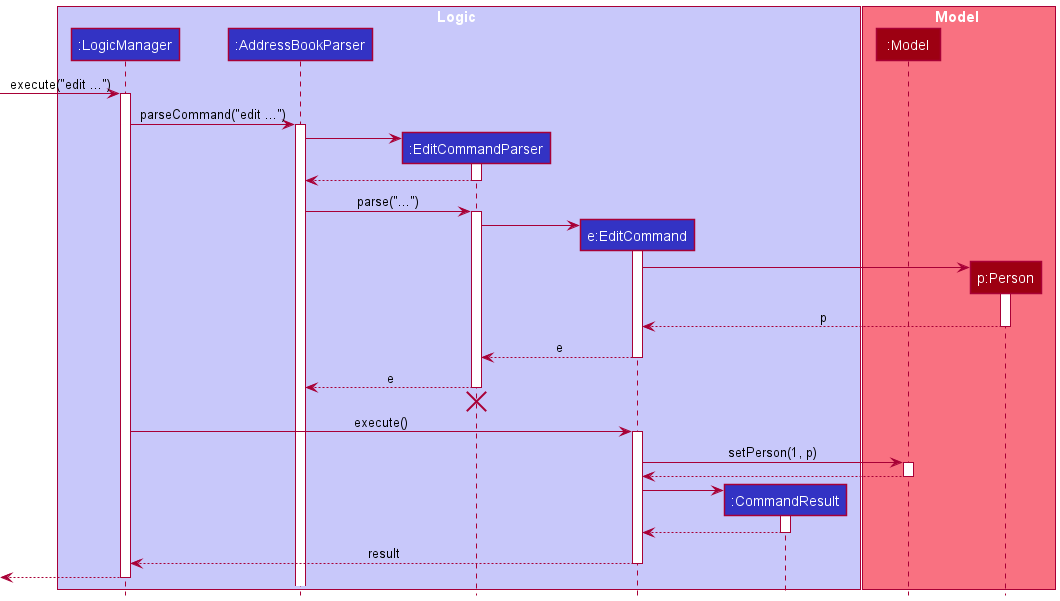 Logic
Model
:LogicManager
:AddressBookParser
:Model
execute("edit ...")
parseCommand("edit ...")
:EditCommandParser
parse("...")
e:EditCommand
p:Person
p
e
e
execute()
setPerson(1, p)
:CommandResult
result